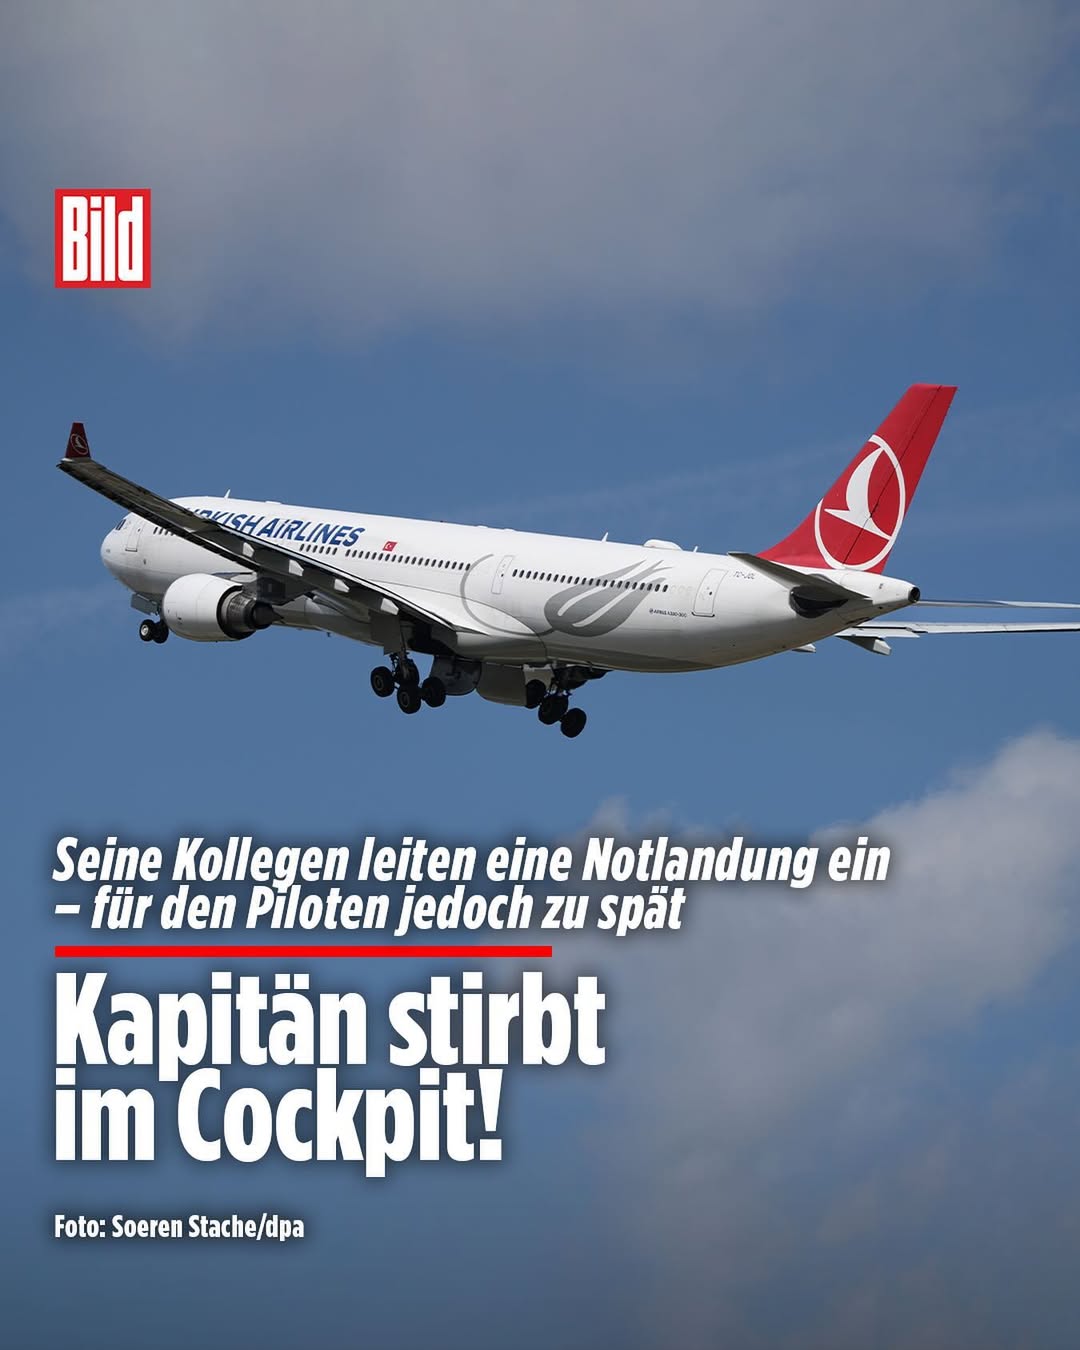 Bild
TURKISH AIRLINES
Seine Kollegen leiten eine Notlandung ein
– für den Piloten jedoch zu spät
Kapitän stirbt
im Cockpit!
Foto: Soeren Stache/dpa